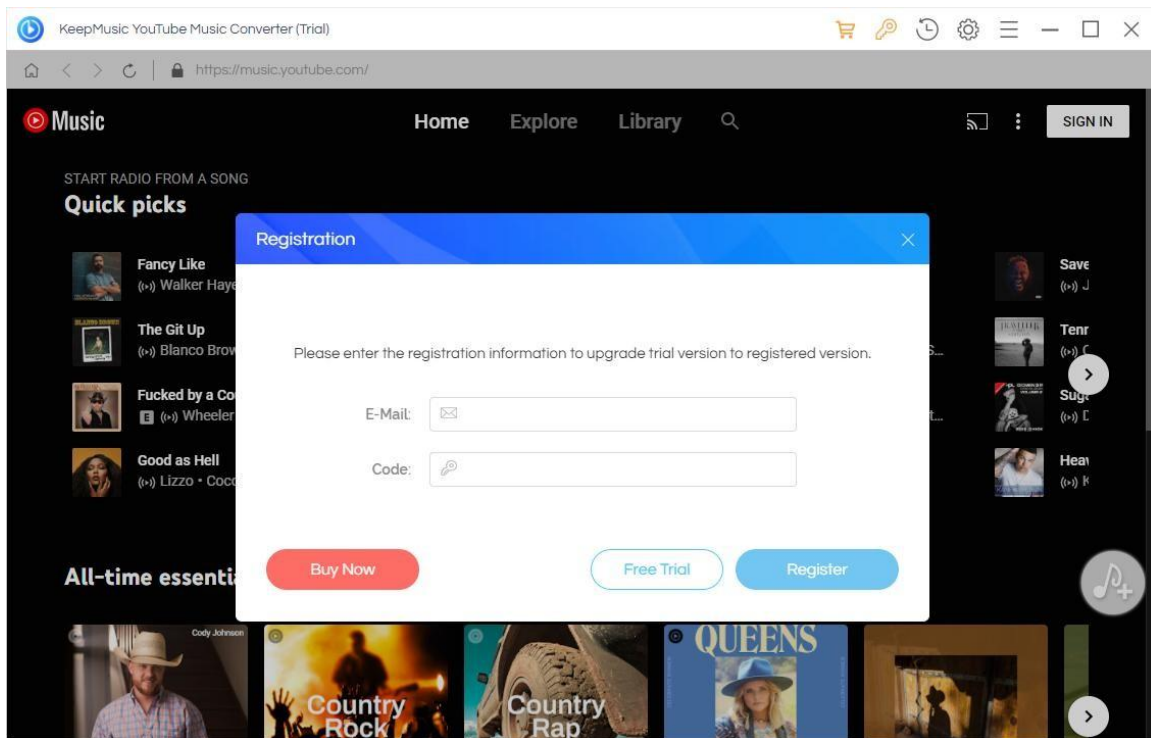 KeepMusic YouTube Music Converter (Trial)
https://music.youtube.com/
Music
Home Explore Library
SIGN IN
START RADIO FROM A SONG
Quick picks
Registration
Fancy Like
Walker Haye
The Git Up
Blanco Brow
Fucked by a Co
E Wheeler
Good as Hell
Lizzo • Coco
Please enter the registration information to upgrade trial version to registered version.
E-Mail:
Code:
Buy Now
Free Trial
Register
S...
t...
Save
J
Tenn
Suga
D
Heav
K
All-time essentia
Cody Johnson
Country
Rock
Country
Rap
QUEENS